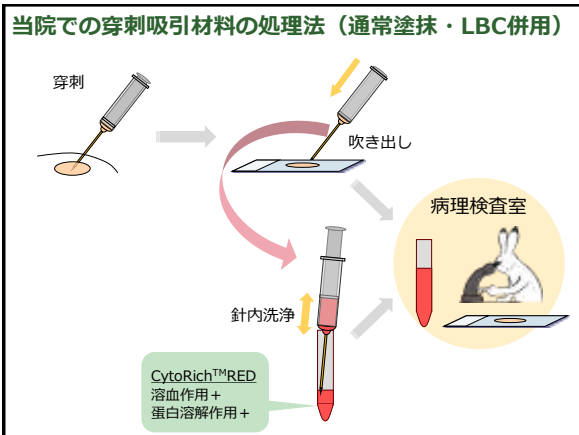 当院での穿刺吸引材料の処理法（通常塗抹・LBC併用）
穿刺
吹き出し
病理検査室
針内洗浄
CytoRich™RED
溶血作用＋
蛋白溶解作用＋